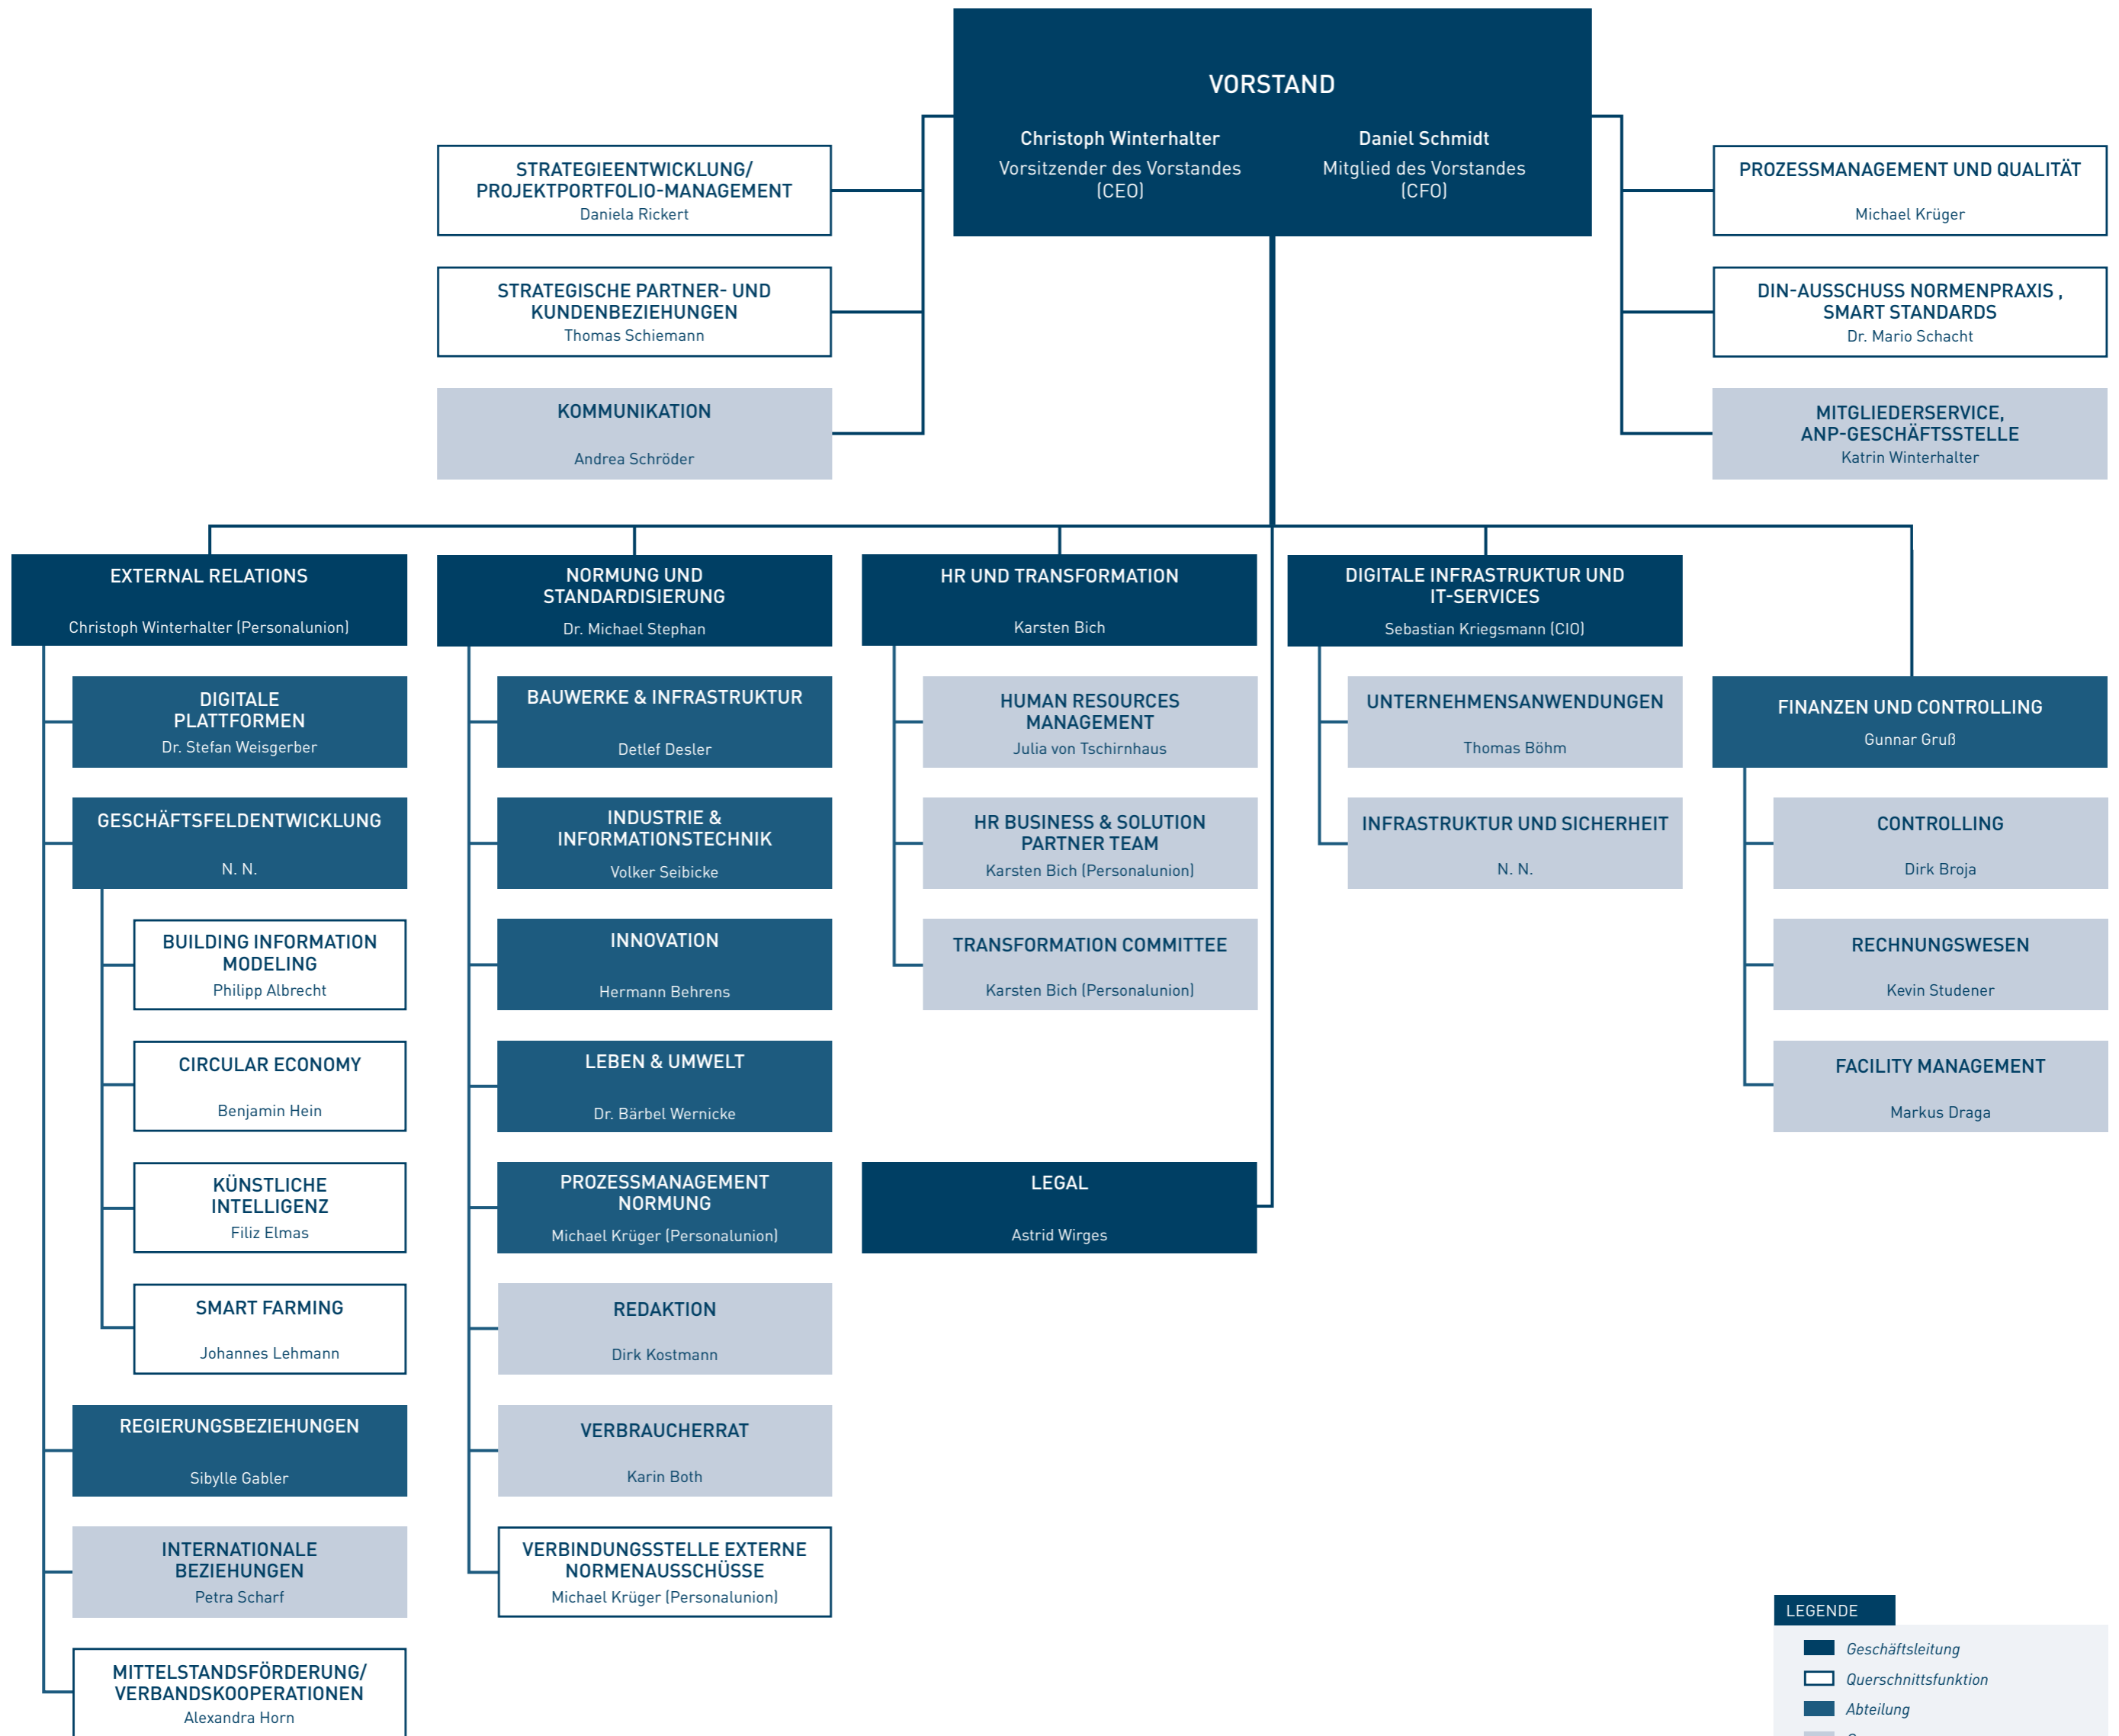 VORSTAND
Christoph Winterhalter
Vorsitzender des Vorstandes
(CEO)
Daniel Schmidt
Mitglied des Vorstandes
(CFO)
STRATEGIEENTWICKLUNG/
PROJEKTPORTFOLIO-MANAGEMENT
Daniela Rickert
STRATEGISCHE PARTNER- UND
KUNDENBEZIEHUNGEN
Thomas Schiemann
KOMMUNIKATION
Andrea Schröder
PROZESSMANAGEMENT UND QUALITÄT
Michael Krüger
DIN-AUSSCHUSS NORMENPRAXIS ,
SMART STANDARDS
Dr. Mario Schacht
MITGLIEDERSERVICE,
ANP-GESCHÄFTSSTELLE
Katrin Winterhalter
EXTERNAL RELATIONS
Christoph Winterhalter (Personalunion)
DIGITALE
PLATTFORMEN
Dr. Stefan Weisgerber
GESCHÄFTSFELDENTWICKLUNG
N. N.
BUILDING INFORMATION
MODELING
Philipp Albrecht
CIRCULAR ECONOMY
Benjamin Hein
KÜNSTLICHE
INTELLIGENZ
Filiz Elmas
SMART FARMING
Johannes Lehmann
REGIERUNGSBEZIEHUNGEN
Sibylle Gabler
INTERNATIONALE
BEZIEHUNGEN
Petra Scharf
MITTELSTANDSFÖRDERUNG/
VERBANDSKOOPERATIONEN
Alexandra Horn
NORMUNG UND
STANDARDISIERUNG
Dr. Michael Stephan
BAUWERKE & INFRASTRUKTUR
Detlef Desler
INDUSTRIE &
INFORMATIONSTECHNIK
Volker Seibicke
INNOVATION
Hermann Behrens
LEBEN & UMWELT
Dr. Bärbel Wernicke
PROZESSMANAGEMENT
NORMUNG
Michael Krüger (Personalunion)
REDAKTION
Dirk Kostmann
VERBRAUCHERRAT
Karin Both
VERBINDUNGSSTELLE EXTERNE
NORMENAUSSCHÜSSE
Michael Krüger (Personalunion)
HR UND TRANSFORMATION
Karsten Bich
HUMAN RESOURCES
MANAGEMENT
Julia von Tschirnhaus
HR BUSINESS & SOLUTION
PARTNER TEAM
Karsten Bich (Personalunion)
TRANSFORMATION COMMITTEE
Karsten Bich (Personalunion)
LEGAL
Astrid Wirges
DIGITALE INFRASTRUKTUR UND
IT-SERVICES
Sebastian Kriegsmann (CIO)
UNTERNEHMENSANWENDUNGEN
Thomas Böhm
INFRASTRUKTUR UND SICHERHEIT
N. N.
FINANZEN UND CONTROLLING
Gunnar Gruß
CONTROLLING
Dirk Broja
RECHNUNGSWESEN
Kevin Studener
FACILITY MANAGEMENT
Markus Draga
LEGENDE
Geschäftsleitung
Querschnittsfunktion
Abteilung